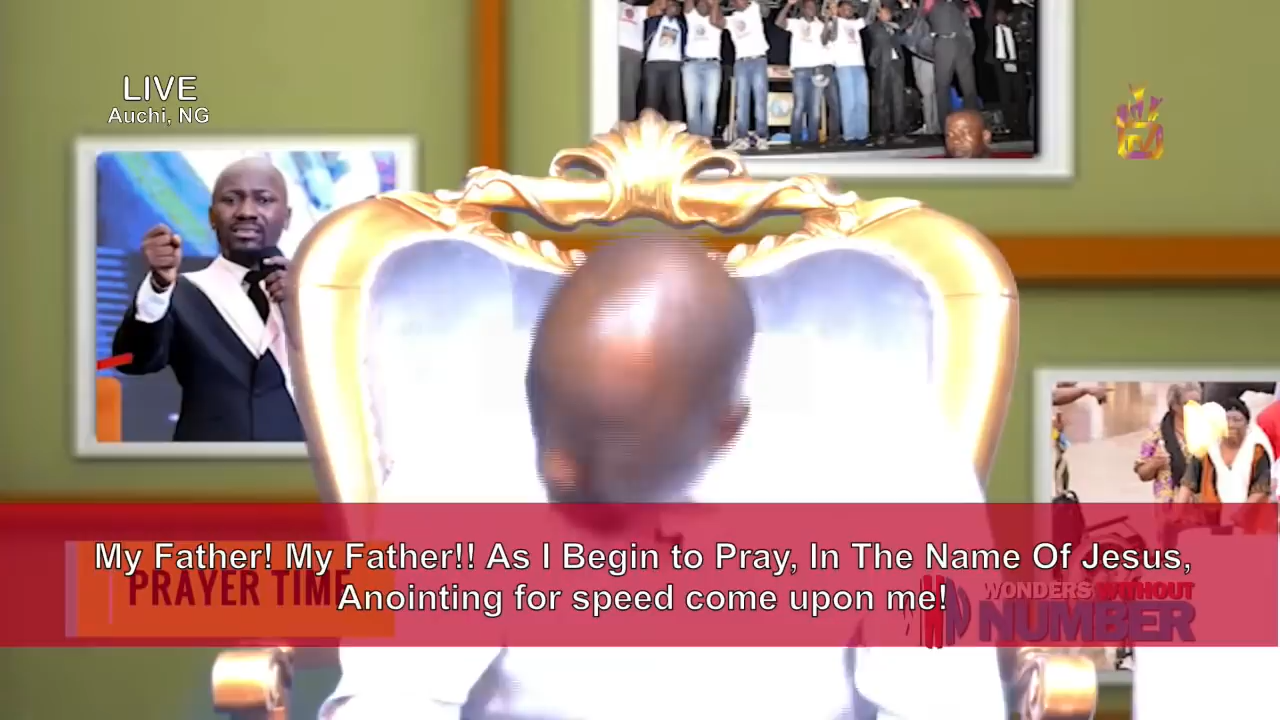 LIVE
Auchi, NG
My Father! My Father!! As I Begin to Pray, In The Name Of Jesus,
Anointing for speed come upon me!
PRAYER TIME
WONDERS WITHOUT
NUMBER